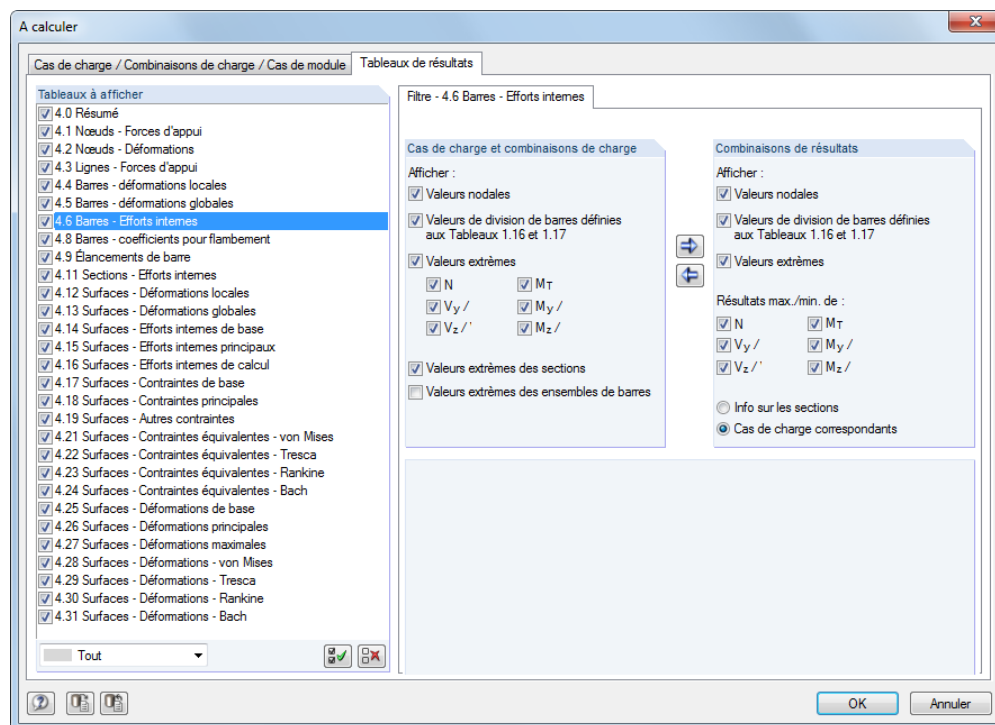 A calculer
Cas de charge / Combinaisons de charge / Cas de module
Tableaux de résultats
Tableaux à afficher
4.0 Résumé
4.1 Nœuds - Forces d'appui
4.2 Nœuds - Déformations
4.3 Lignes - Forces d'appui
4.4 Barres - déformations locales
4.5 Barres - déformations globales
4.6 Barres - Efforts internes
4.8 Barres - coefficients pour flambement
4.9 Élancements de barre
4.11 Sections - Efforts internes
4.12 Surfaces - Déformations locales
4.13 Surfaces - Déformations globales
4.14 Surfaces - Efforts internes de base
4.15 Surfaces - Efforts internes principaux
4.16 Surfaces - Efforts internes de calcul
4.17 Surfaces - Contraintes de base
4.18 Surfaces - Contraintes principales
4.19 Surfaces - Autres contraintes
4.21 Surfaces - Contraintes équivalentes - von Mises
4.22 Surfaces - Contraintes équivalentes - Tresca
4.23 Surfaces - Contraintes équivalentes - Rankine
4.24 Surfaces - Contraintes équivalentes - Bach
4.25 Surfaces - Déformations de base
4.26 Surfaces - Déformations principales
4.27 Surfaces - Déformations maximales
4.28 Surfaces - Déformations - von Mises
4.29 Surfaces - Déformations - Tresca
4.30 Surfaces - Déformations - Rankine
4.31 Surfaces - Déformations - Bach
Tout
Filtre - 4.6 Barres - Efforts internes
Cas de charge et combinaisons de charge
Afficher :
Valeurs nodales
Valeurs de division de barres définies
aux Tableaux 1.16 et 1.17
Valeurs extrêmes
N
MT
Vy /
My /
Vz / '
Mz /
Valeurs extrêmes des sections
Valeurs extrêmes des ensembles de barres
Combinaisons de résultats
Afficher :
Valeurs nodales
Valeurs de division de barres définies
aux Tableaux 1.16 et 1.17
Valeurs extrêmes
Résultats max./min. de :
N
MT
Vy /
My /
Vz / '
Mz /
Info sur les sections
Cas de charge correspondants
OK
Annuler